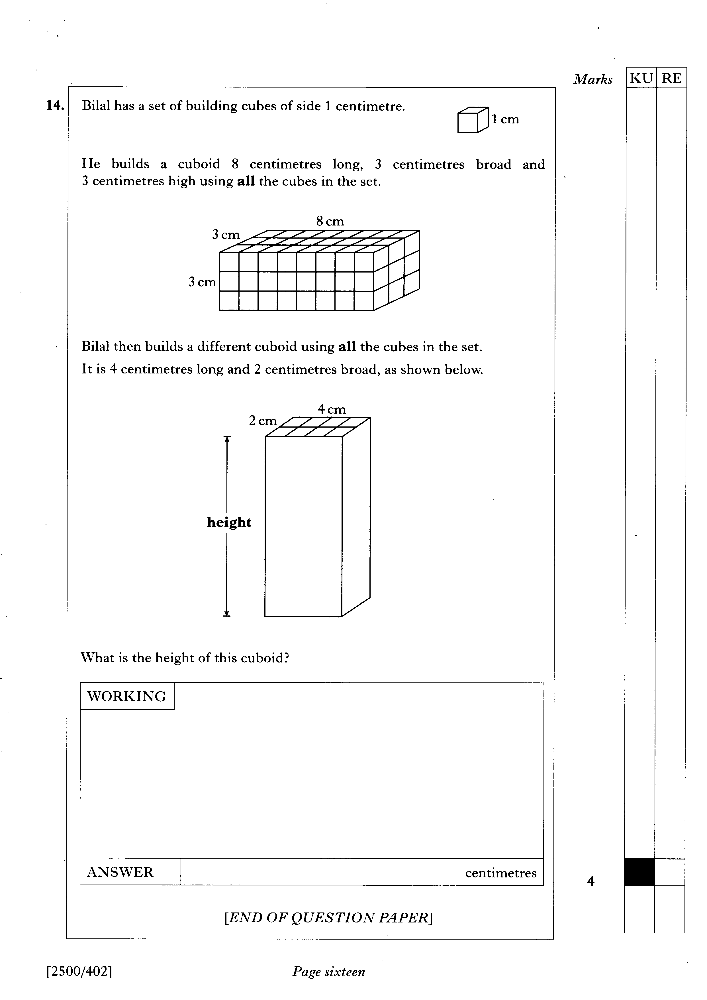 Marks KU RE
14. Bilal has a set of building cubes of side 1 centimetre.
1 cm
He builds a cuboid 8 centimetres long, 3 centimetres broad and
3 centimetres high using all the cubes in the set.
8 cm
3 cm
3 cm
Bilal then builds a different cuboid using all the cubes in the set.
It is 4 centimetres long and 2 centimetres broad, as shown below.
4 cm
2 cm
height
What is the height of this cuboid?
WORKING
ANSWER centimetres
4
[END OF QUESTION PAPER]
[2500/402] Page sixteen